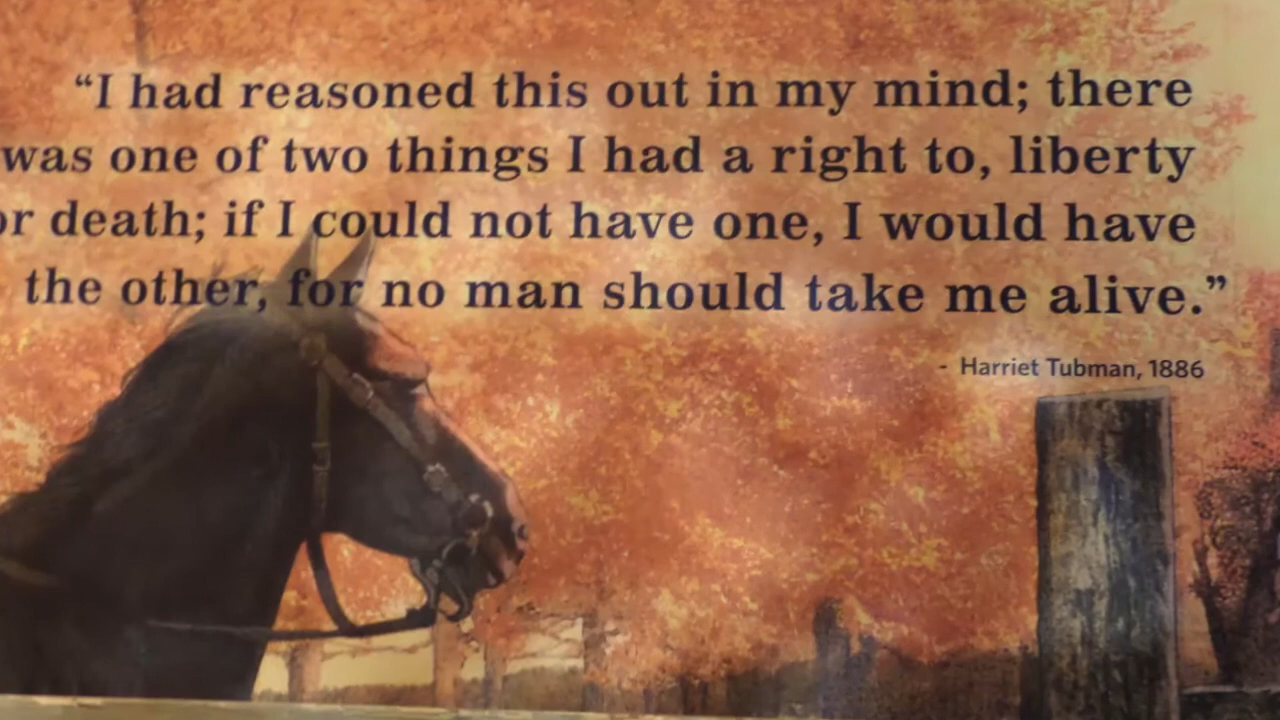 “I had reasoned this out in my mind; there
was one of two things I had a right to, liberty
or death; if I could not have one, I would have
the other, for no man should take me alive.”
- Harriet Tubman, 1886